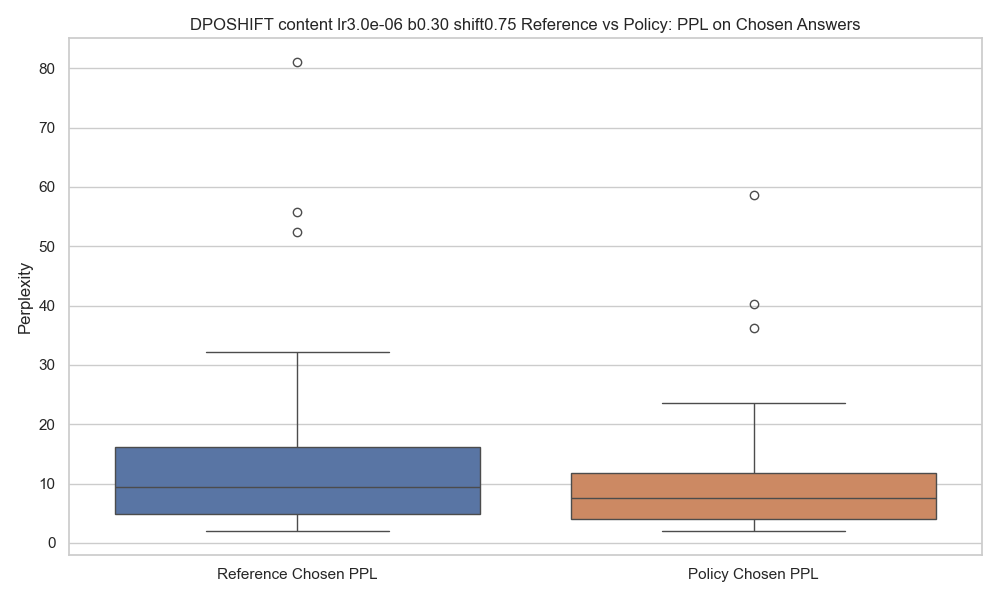 DPOSHIFT content lr3.0e-06 b0.30 shift0.75 Reference vs Policy: PPL on Chosen Answers
80
70
60
50
40
30
20
10
0
Perplexity
Reference Chosen PPL
Policy Chosen PPL